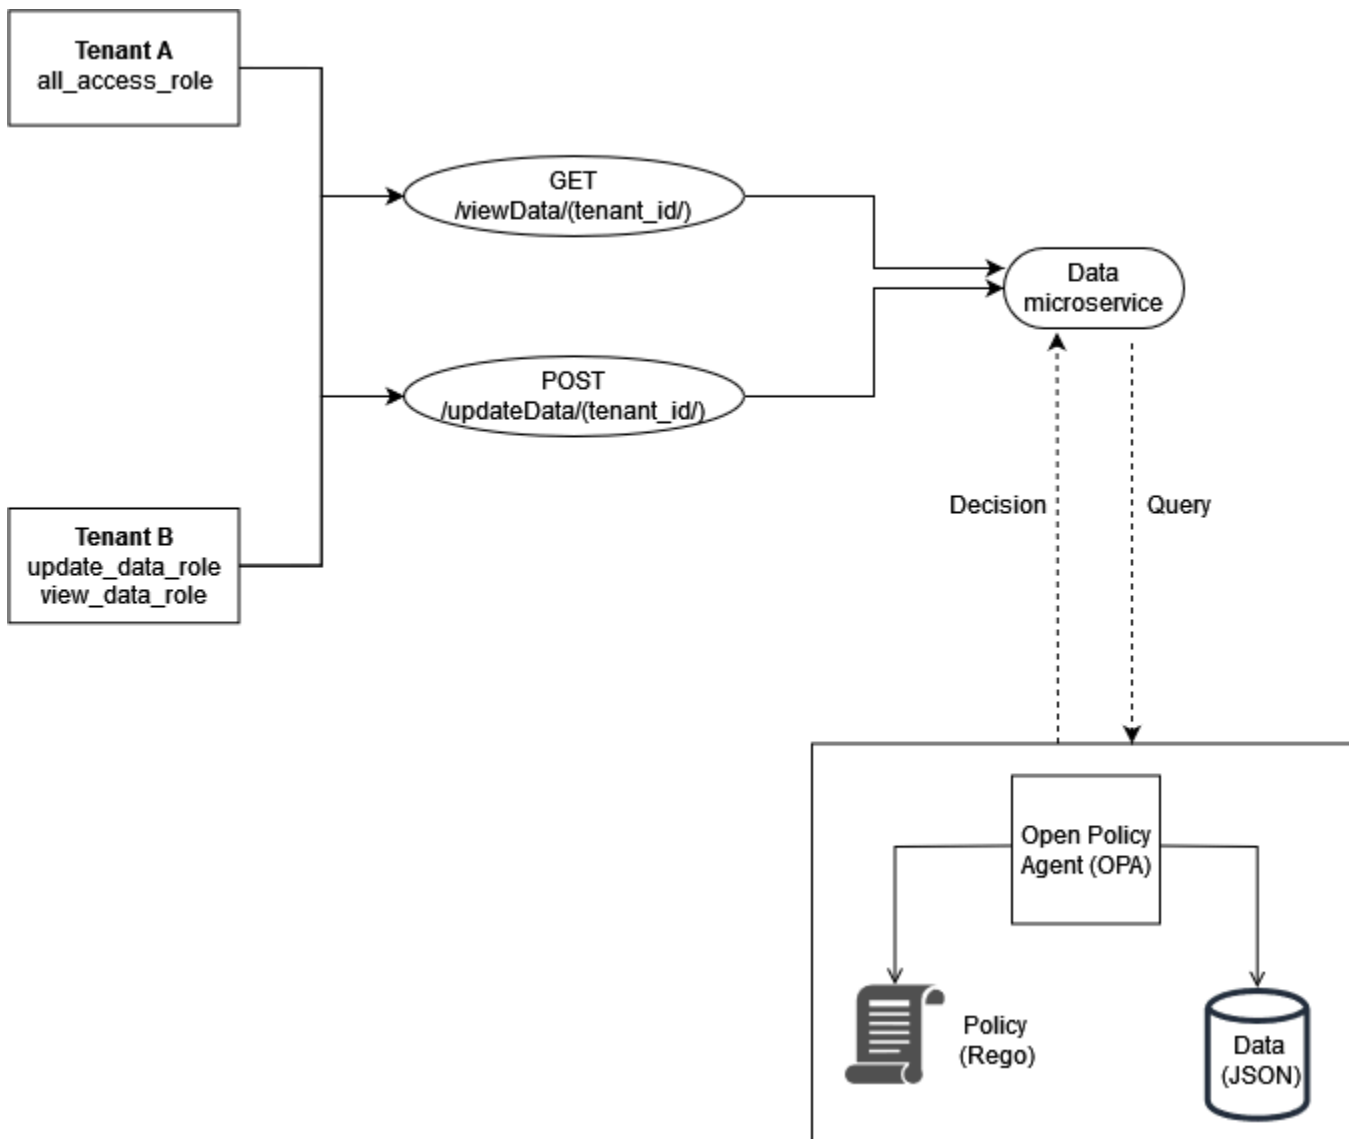 Tenant A
all_access_role
GET
/viewData/(tenant_id/)
Data
microservice
POST
/updateData/(tenant_id/)
Decision
Query
Tenant B
update_data_role
view_data_role
Open Policy
Agent (OPA)
Policy
(Rego)
Data
(JSON)